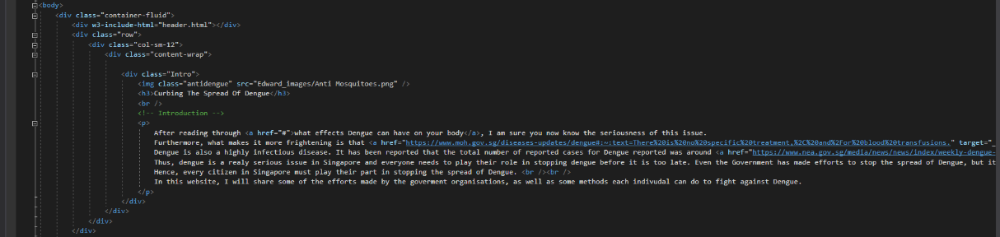 <body>
<div class="container-fluid">
<div w3-include-html="header.html"></div>
<div class="row">
<div class="col-sm-12">
<div class="content-wrap">
<div class="Intro">
<img class="antidengue" src="Edward_images/Anti Mosquitoes.png" />
<h3>Curbing The Spread Of Dengue</h3>
<br />
<!-- Introduction -->
<p>
After reading through <a href="#">what effects Dengue can have on your body</a>, I am sure you now know the seriousness of this issue.
Furthermore, what makes it more frightening is that <a href="https://www.moh.gov.sg/diseases-updates/dengue#:~:text=There%20is%20no%20specific%20treatment,%2C%20and%2For%20blood%20transfusions." target="_
Dengue is also a highly infectious disease. It has been reported that the total number of reported cases for Dengue reported was around <a href="https://www.nea.gov.sg/media/news/news/index/weekly-dengue-
Thus, dengue is a realy serious issue in Singapore and everyone needs to play their role in stopping dengue before it is too late. Even the Government has made efforts to stop the spread of Dengue, but it
Hence, every citizen in Singapore must play their part in stopping the spread of Dengue. <br /><br />
In this website, I will share some of the efforts made by the goverment organisations, as well as some methods each indivudal can do to fight against Dengue.
</p>
</div>
</div>
</div>
</div>